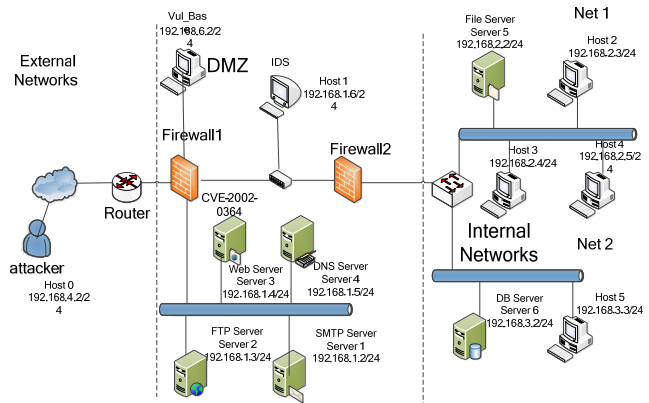 External
Networks
Vul_Bas
e
192.168.6.2/2
4
DMZ
IDS
Host 1
192.168.1.6/2
4
Firewall1
Firewall2
Router
attacker
Host 0
192.168.4.2/2
4
CVE-2002-
0364
Web Server
Server 3
192.168.1.4/24
DNS Server
Server 4
192.168.1.5/24
FTP Server
Server 2
192.168.1.3/24
SMTP Server
Server 1
192.168.1.2/24
File Server
Server 5
192.168.2.2/24
Net 1
Host 2
192.168.2.3/24
Host 3
192.168.2.4/24
Host 4
192.168.2.5/2
4
Internal
Networks
Net 2
DB Server
Server 6
192.168.3.2/24
Host 5
192.168.3.3/24